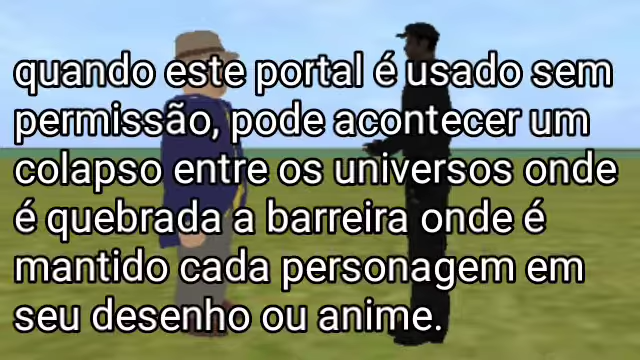 quando este portal é usado sem
permissão, pode acontecer um
colapso entre os universos onde
é quebrada a barreira onde é
mantido cada personagem em
seu desenho ou anime.